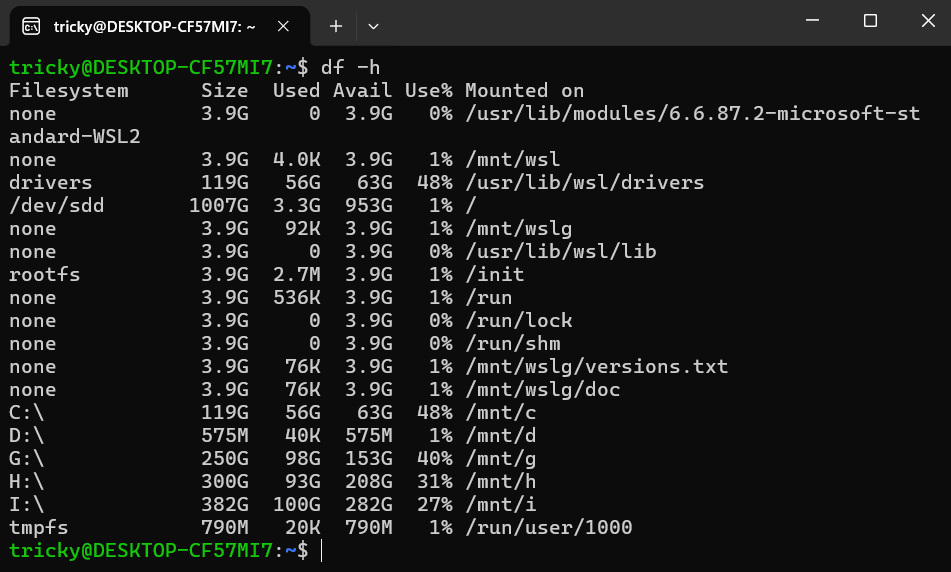 tricky@DESKTOP-CF57MI7: ~
tricky@DESKTOP-CF57MI7:~$ df -h
Filesystem      Size  Used Avail Use% Mounted on
none            3.9G     0  3.9G   0% /usr/lib/modules/6.6.87.2-microsoft-st
andard-WSL2
none            3.9G  4.0K  3.9G   1% /mnt/wsl
drivers         119G   56G   63G  48% /usr/lib/wsl/drivers
/dev/sdd       1007G  3.3G  953G   1% /
none            3.9G   92K  3.9G   1% /mnt/wslg
none            3.9G     0  3.9G   0% /usr/lib/wsl/lib
rootfs          3.9G  2.7M  3.9G   1% /init
none            3.9G  536K  3.9G   1% /run
none            3.9G     0  3.9G   0% /run/lock
none            3.9G     0  3.9G   0% /run/shm
none            3.9G   76K  3.9G   1% /mnt/wslg/versions.txt
none            3.9G   76K  3.9G   1% /mnt/wslg/doc
C:\             119G   56G   63G  48% /mnt/c
D:\             575M   40K  575M   1% /mnt/d
G:\             250G   98G  153G  40% /mnt/g
H:\             300G   93G  208G  31% /mnt/h
I:\             382G  100G  282G  27% /mnt/i
tmpfs           790M   20K  790M   1% /run/user/1000
tricky@DESKTOP-CF57MI7:~$